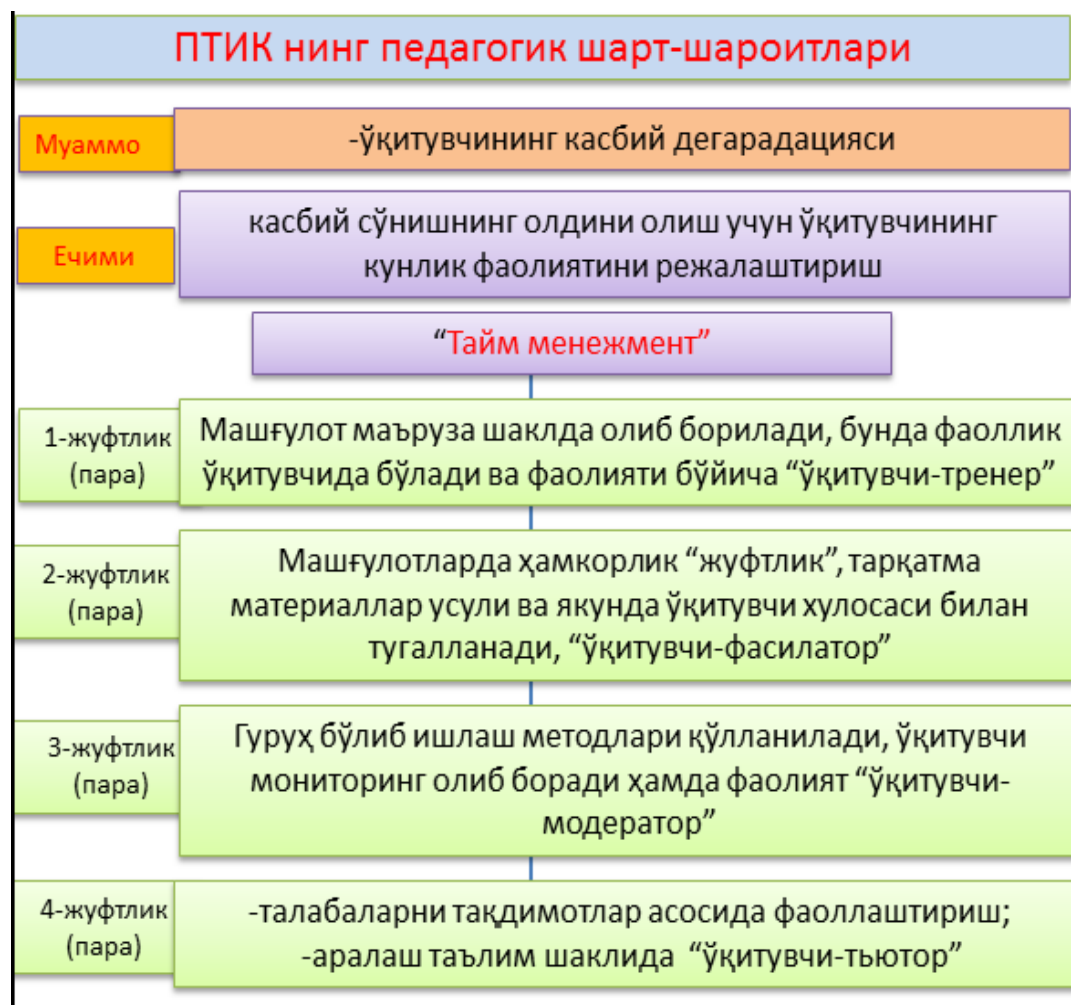 ПТИК нинг педагогик шарт-шароитлари
Муаммо
-ўқитувчининг касбий дегарадацияси
Ечими
касбий сўнишнинг олдини олиш учун ўқитувчининг
кунлик фаолиятини режалаштириш
“Тайм менежмент”
1-жуфтлик
(пара)
Машғулот маъруза шаклда олиб борилади, бунда фаоллик
ўқитувчида бўлади ва фаолияти бўйича “ўқитувчи-тренер”
2-жуфтлик
(пара)
Машғулотларда ҳамкорлик “жуфтлик”, тарқатма
материаллар усули ва якунда ўқитувчи хулосаси билан
тугалланади, “ўқитувчи-фасилатор”
3-жуфтлик
(пара)
Гуруҳ бўлиб ишлаш методлари қўлланилади, ўқитувчи
мониторинг олиб боради ҳамда фаолият “ўқитувчи-
модератор”
4-жуфтлик
(пара)
-талабаларни тақдимотлар асосида фаоллаштириш;
-аралаш таълим шаклида “ўқитувчи-тьютор”